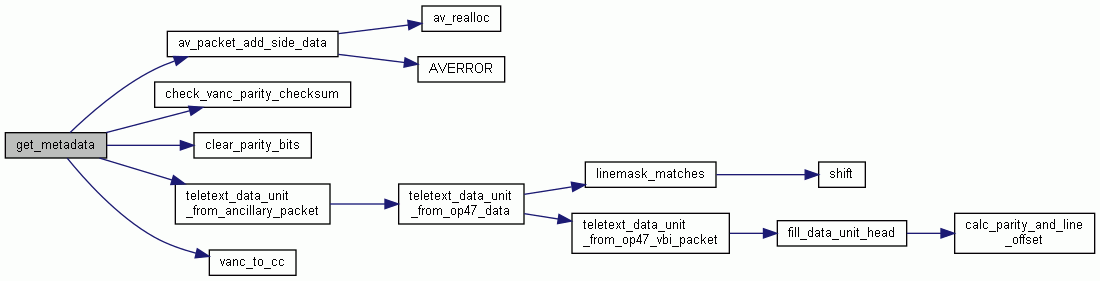 av_realloc
av_packet_add_side_data
AVERROR
check_vanc_parity_checksum
get_metadata
clear_parity_bits
linemask_matches
shift
teletext_data_unit
_from_ancillary_packet
teletext_data_unit
_from_op47_data
teletext_data_unit
_from_op47_vbi_packet
fill_data_unit_head
calc_parity_and_line
_offset
vanc_to_cc